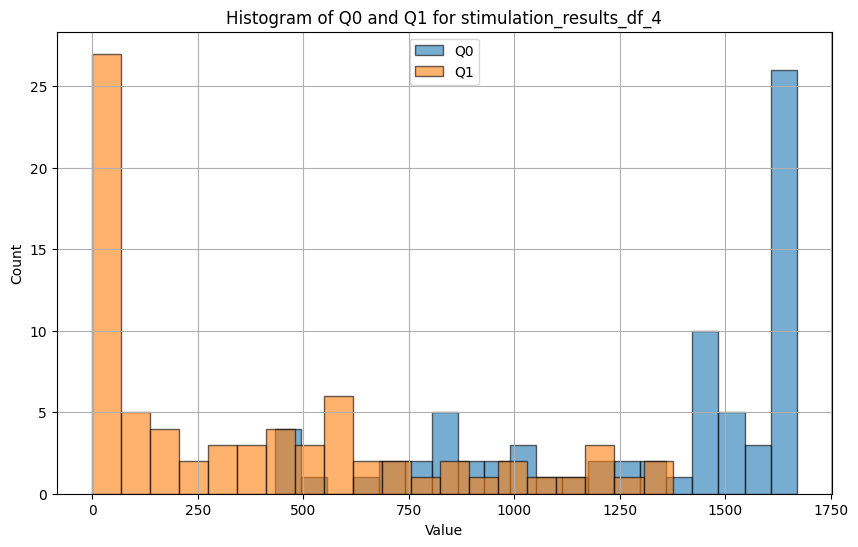 Histogram of Q0 and Q1 for stimulation_results_df_4
Q0
Q1
25
20
15
10
5
0
Count
0 250 500 750 1000 1250 1500 1750
Value